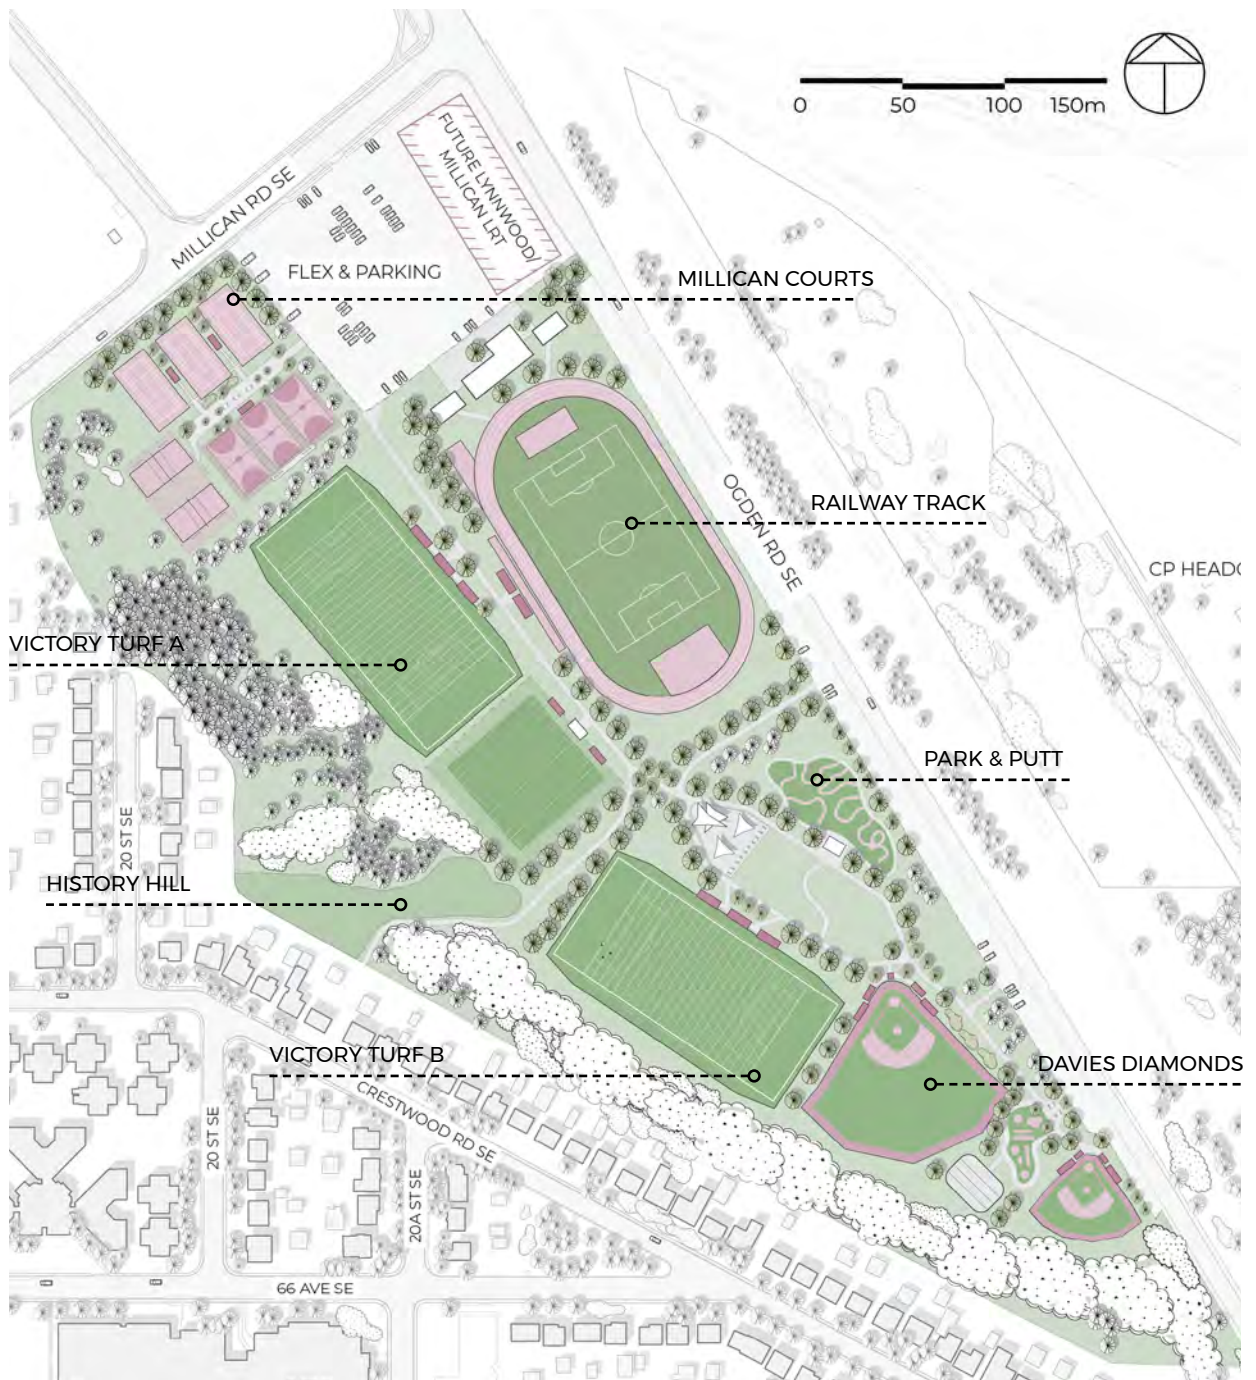 0 50 100 150m
FUTURE LYNNWOOD/
MILLICAN LRT
MILLICAN RD SE
FLEX & PARKING
MILLICAN COURTS
OGDEN RD SE
RAILWAY TRACK
CP HEADQ
VICTORY TURF A
PARK & PUTT
20 ST SE
HISTORY HILL
VICTORY TURF B
DAVIES DIAMONDS
CRESTWOOD RD SE
20 ST SE
20A ST SE
66 AVE SE